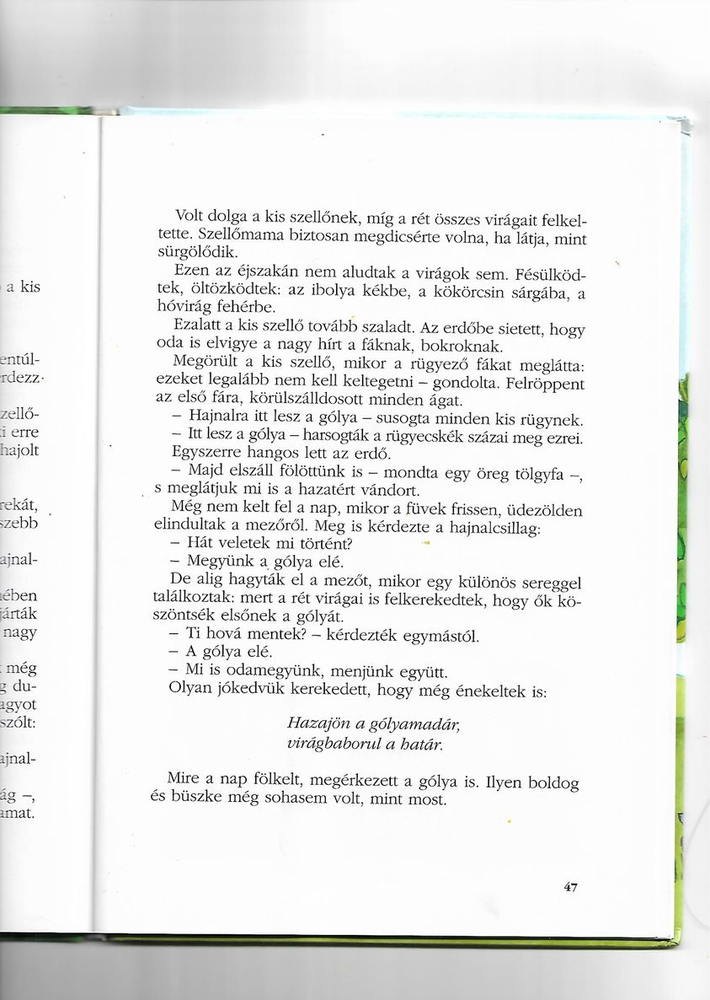 a kis
entúl-
rdezz
zellő-
i erre
hajolt
rekát,
szebb
ajnal-
ében
járták
nagy
még
g du-
agyot
szólt:
ajnal-
ág –,
amat.
Volt dolga a kis szellőnek, míg a rét összes virágait felkel-
tette. Szellőmama biztosan megdicsérte volna, ha látja, mint
sürgölődik.
Ezen az éjszakán nem aludtak a virágok sem. Fésülköd-
tek, öltözködtek: az ibolya kékbe, a kökörcsin sárgába, a
hóvirág fehérbe.
Ezalatt a kis szellő tovább szaladt. Az erdőbe sietett, hogy
oda is elvigye a nagy hírt a fáknak, bokroknak.
Megörült a kis szellő, mikor a rügyező fákat meglátta:
ezeket legalább nem kell keltegetni – gondolta. Felröppent
az első fára, körülszálldosott minden ágat.
– Hajnalra itt lesz a gólya – susogta minden kis rügynek.
– Itt lesz a gólya – harsogták a rügyecskék százai meg ezrei.
Egyszerre hangos lett az erdő.
– Majd elszáll fölöttünk is – mondta egy öreg tölgyfa –,
s meglátjuk mi is a hazatért vándort.
Még nem kelt fel a nap, mikor a füvek frissen, üdezölden
elindultak a mezőről. Meg is kérdezte a hajnalcsillag:
– Hát veletek mi történt?
– Megyünk a gólya elé.
De alig hagyták el a mezőt, mikor egy különös sereggel
találkoztak: mert a rét virágai is felkerekedtek, hogy ők kö-
szöntsék elsőnek a gólyát.
– Ti hová mentek? – kérdezték egymástól.
– A gólya elé.
– Mi is odamegyünk, menjünk együtt.
Olyan jókedvük kerekedett, hogy még énekeltek is:
Hazajön a gólyamadár,
virágbaborul a határ.
Mire a nap fölkelt, megérkezett a gólya is. Ilyen boldog
és büszke még sohasem volt, mint most.
47